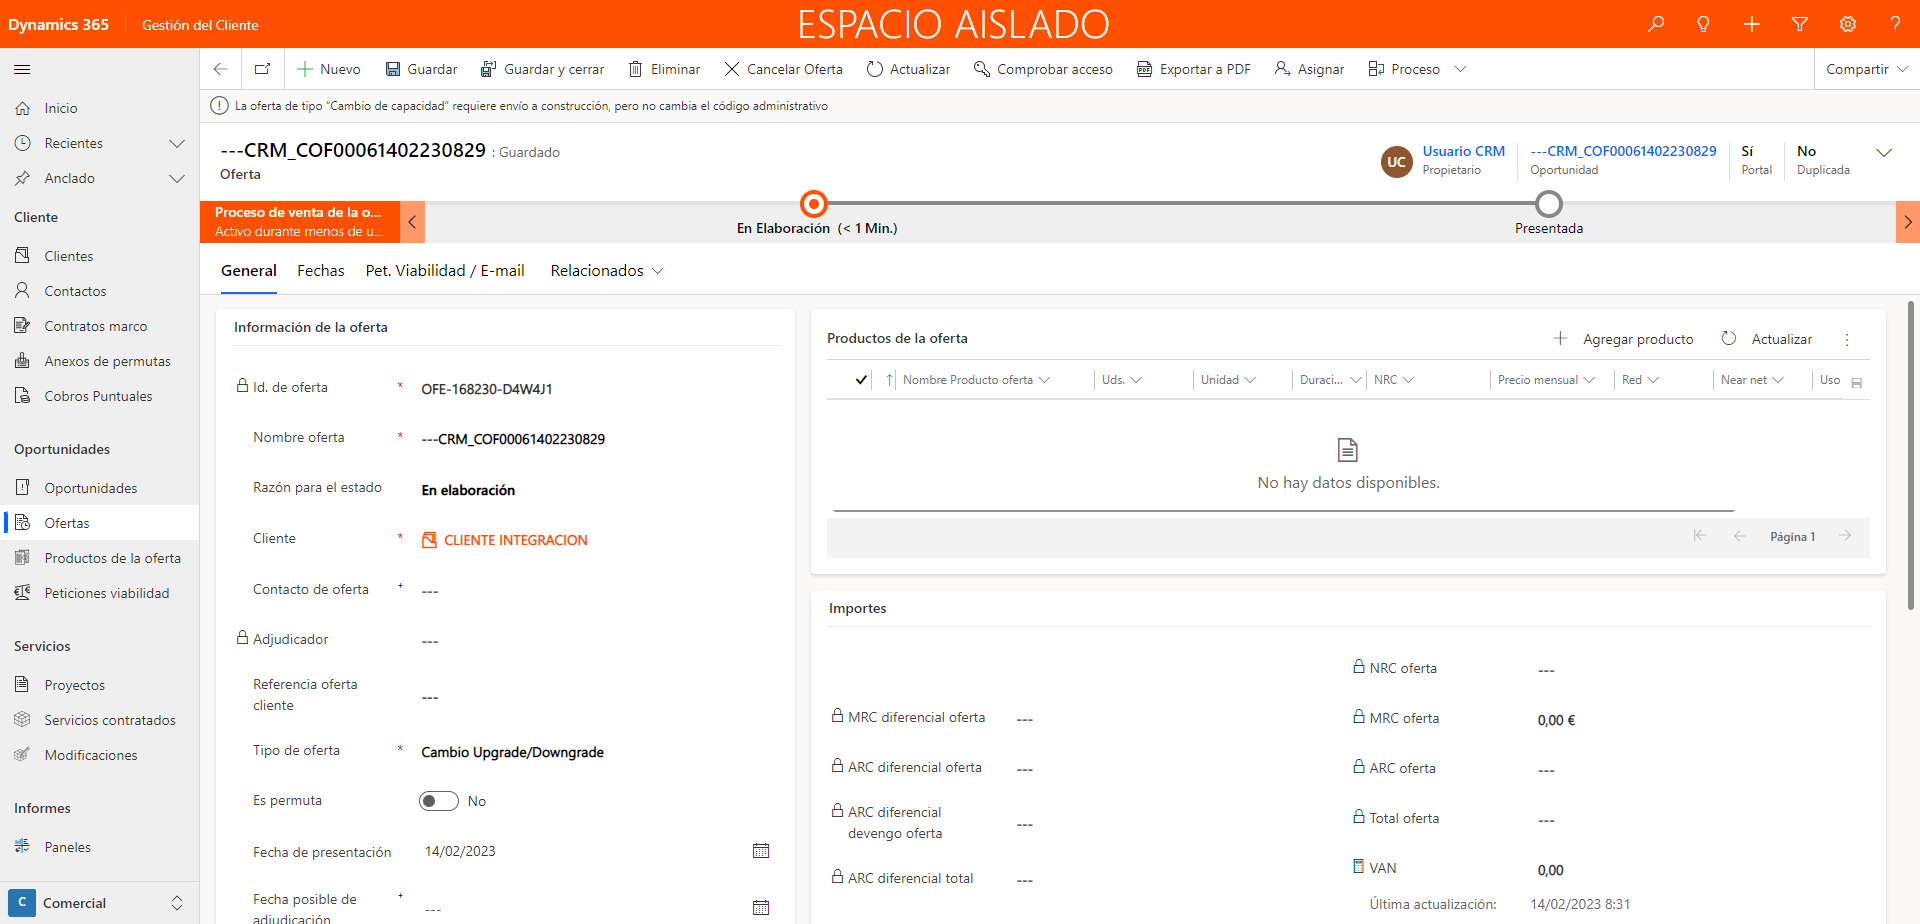 Dynamics 365
Gestión del Cliente
ESPACIO AISLADO
Nuevo
Guardar
Guardar y cerrar
Eliminar
Cancelar Oferta
Actualizar
Comprobar acceso
Exportar a PDF
Asignar
Proceso
Compartir
La oferta de tipo "Cambio de capacidad" requiere envío a construcción, pero no cambia el código administrativo
Inicio
Recientes
Anclado
Cliente
Clientes
Contactos
Contratos marco
Anexos de permutas
Cobros Puntuales
Oportunidades
Oportunidades
Ofertas
Productos de la oferta
Peticiones viabilidad
Servicios
Proyectos
Servicios contratados
Modificaciones
Informes
Paneles
C Comercial
---CRM_COF00061402230829 : Guardado
Oferta
UC
Usuario CRM
Propietario
---CRM_COF00061402230829
Oportunidad
Sí
Portal
No
Duplicada
Proceso de venta de la o...
Activo durante menos de u...
En Elaboración (< 1 Min.)
Presentada
General
Fechas
Pet. Viabilidad / E-mail
Relacionados
Información de la oferta
Id. de oferta * OFE-168230-D4W4J1
Nombre oferta * ---CRM_COF00061402230829
Razón para el estado En elaboración
Cliente * CLIENTE INTEGRACION
Contacto de oferta + ---
Adjudicador ---
Referencia oferta
cliente ---
Tipo de oferta * Cambio Upgrade/Downgrade
Es permuta No
Fecha de presentación 14/02/2023
Fecha posible de
adjudicación + ---
Productos de la oferta
Agregar producto
Actualizar
Nombre Producto oferta
Uds.
Unidad
Duraci...
NRC
Precio mensual
Red
Near net
Uso
No hay datos disponibles.
Página 1
Importes
NRC oferta ---
MRC diferencial oferta ---
MRC oferta 0,00 €
ARC diferencial oferta ---
ARC oferta ---
ARC diferencial
devengo oferta ---
Total oferta ---
ARC diferencial total ---
VAN 0,00
Última actualización: 14/02/2023 8:31